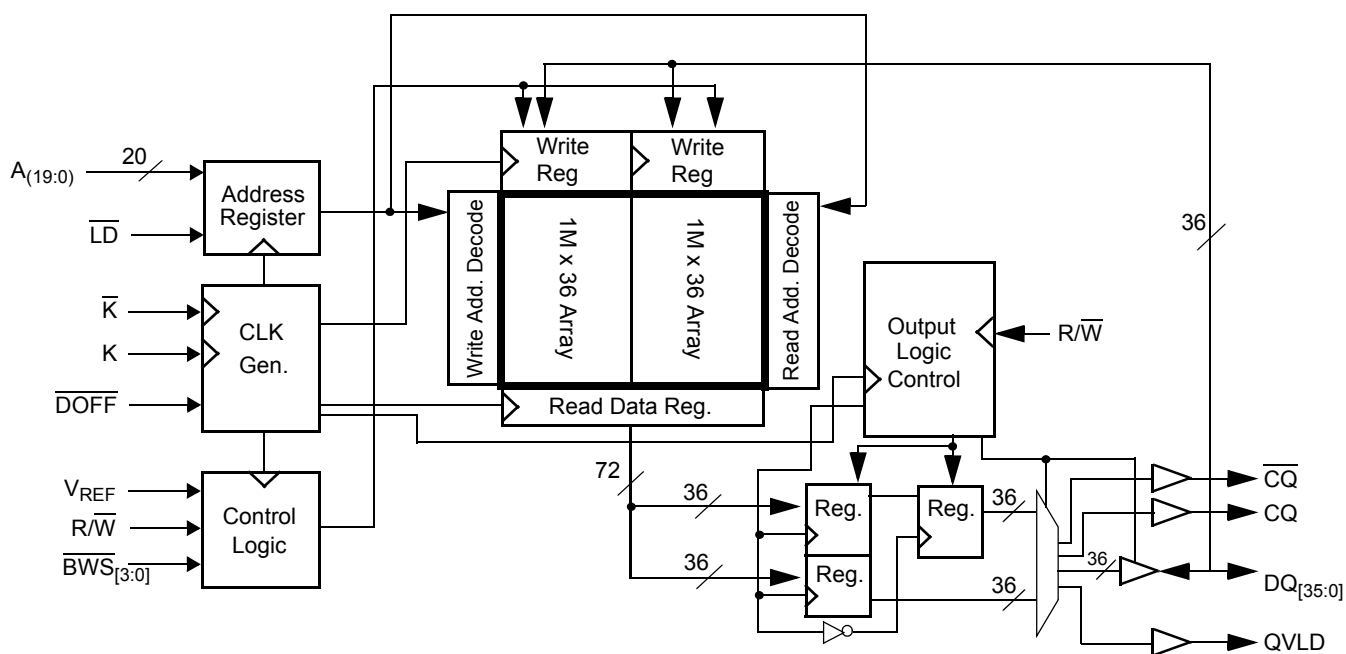 A(19:0)
20
LD
Address
Register
K
K
CLK
Gen.
DOFF
VREF
R/W
BWS[3:0]
Control
Logic
Write
Reg
Write
Reg
Write Add. Decode
1M x 36 Array
1M x 36 Array
Read Add. Decode
Read Data Reg.
72
36
36
Reg.
Reg.
Reg.
Output
Logic
Control
R/W
36
36
36
36
CQ
CQ
DQ[35:0]
QVLD